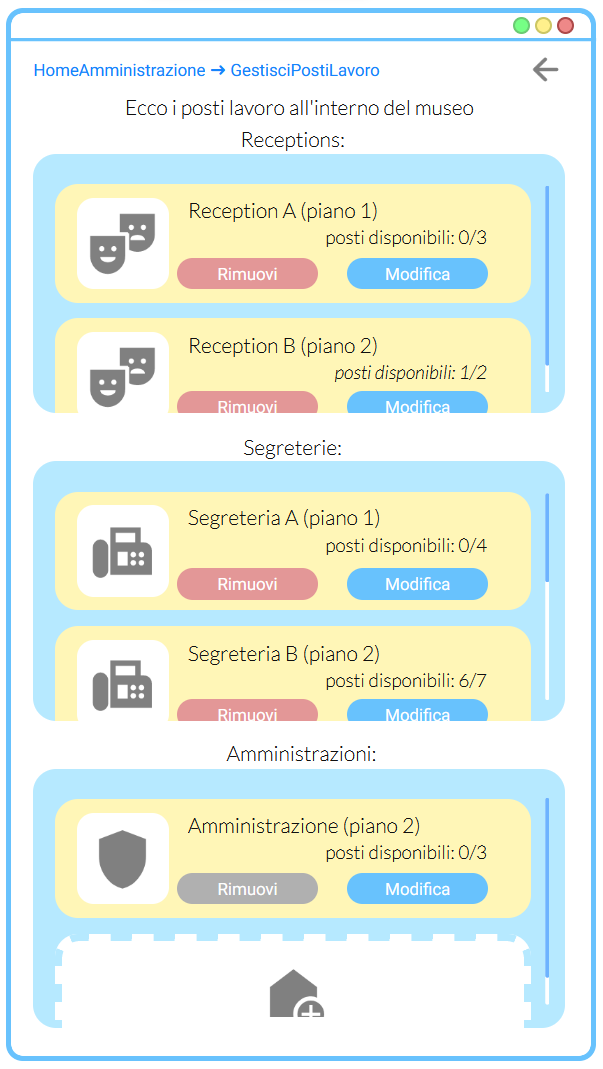 HomeAmministrazione ➔ GestisciPostiLavoro
Ecco i posti lavoro all'interno del museo
Receptions:
Reception A (piano 1)
posti disponibili: 0/3
Rimuovi
Modifica
Reception B (piano 2)
posti disponibili: 1/2
Rimuovi
Modifica
Segreterie:
Segreteria A (piano 1)
posti disponibili: 0/4
Rimuovi
Modifica
Segreteria B (piano 2)
posti disponibili: 6/7
Rimuovi
Modifica
Amministrazioni:
Amministrazione (piano 2)
posti disponibili: 0/3
Rimuovi
Modifica